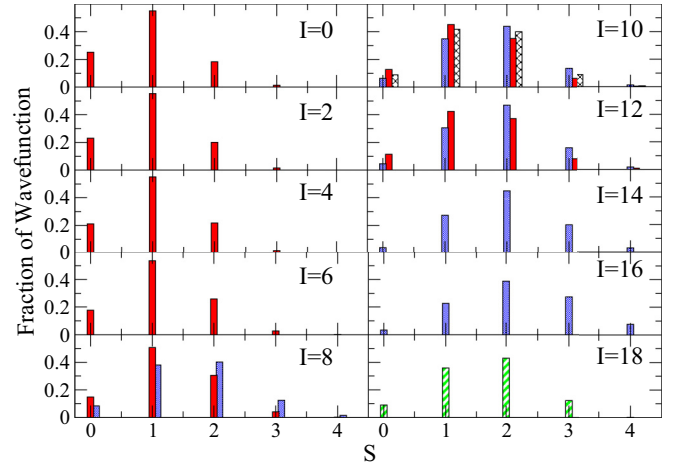 Fraction of Wavefunction
0.4
0.2
0
I=0
I=10
0.4
0.2
0
I=2
I=12
0.4
0.2
0
I=4
I=14
0.4
0.2
0
I=6
I=16
0.4
0.2
0
I=8
I=18
0 1 2 3 4 0 1 2 3 4
S